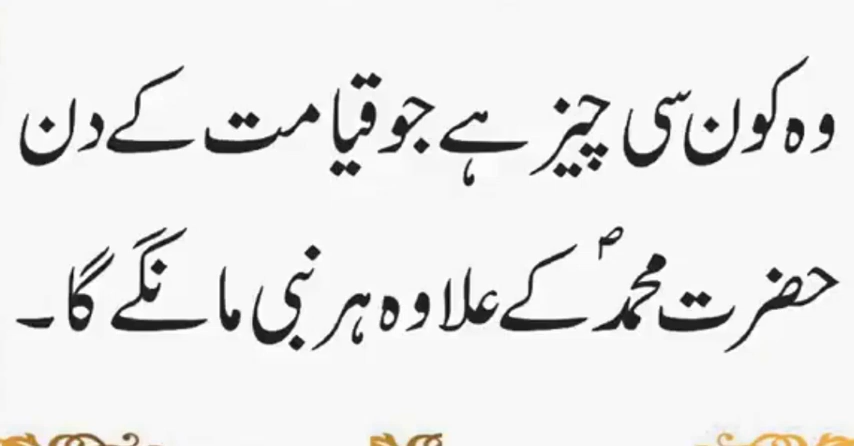 وہ کون سی چیز ہے جو قیامت کے دن
حضرت محمدؐ کے علاوہ ہر نبی مانگے گا۔